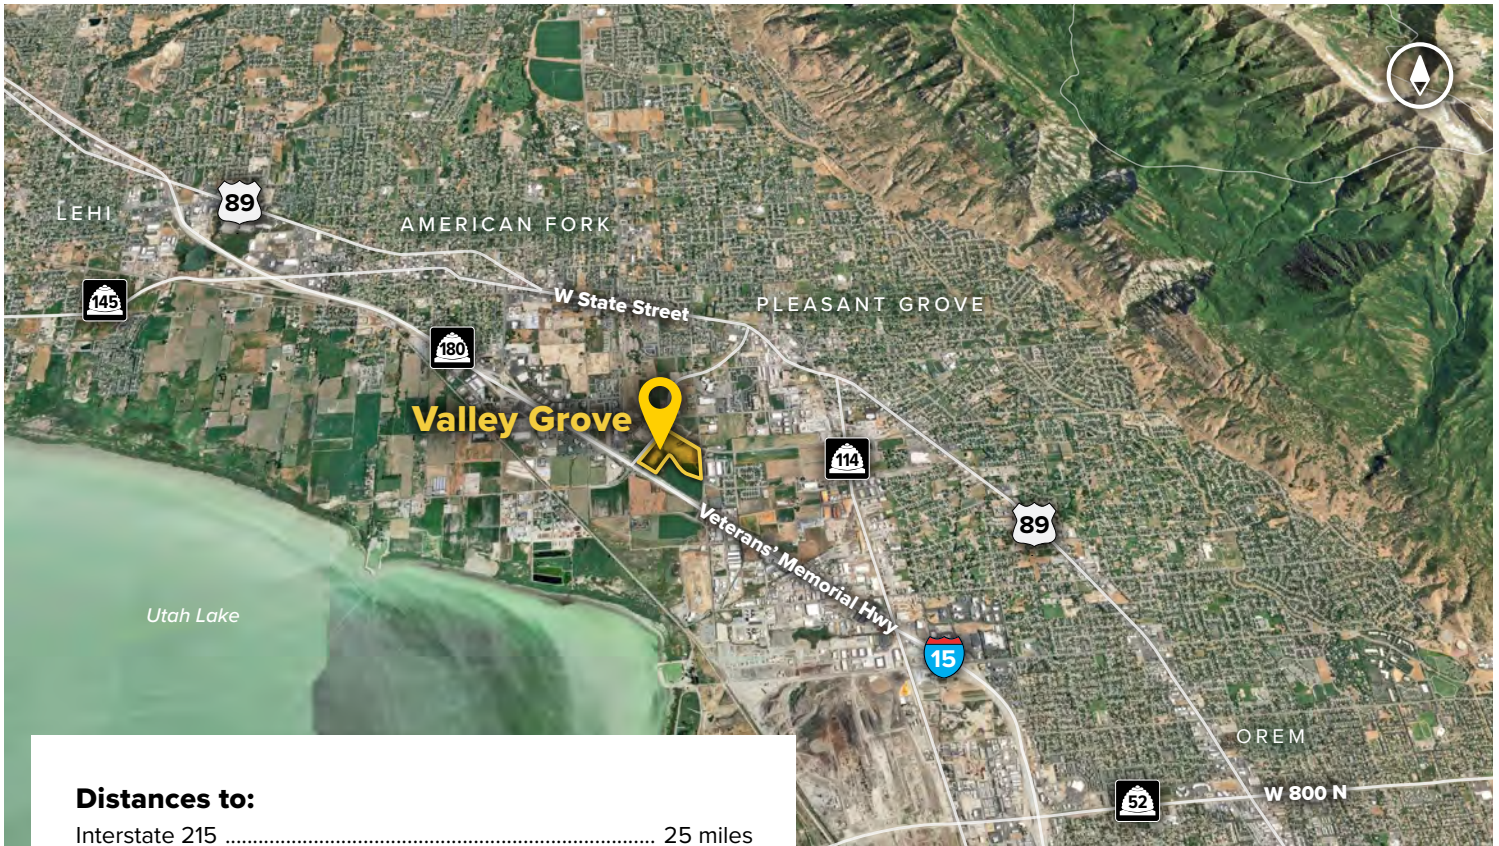 89
LEHI
AMERICAN FORK
145
W State Street
PLEASANT GROVE
180
Valley Grove
114
Veterans' Memorial Hwy
89
Utah Lake
15
OREM
52
W 800 N
Distances to:
Interstate 215 ................................................................................ 25 miles